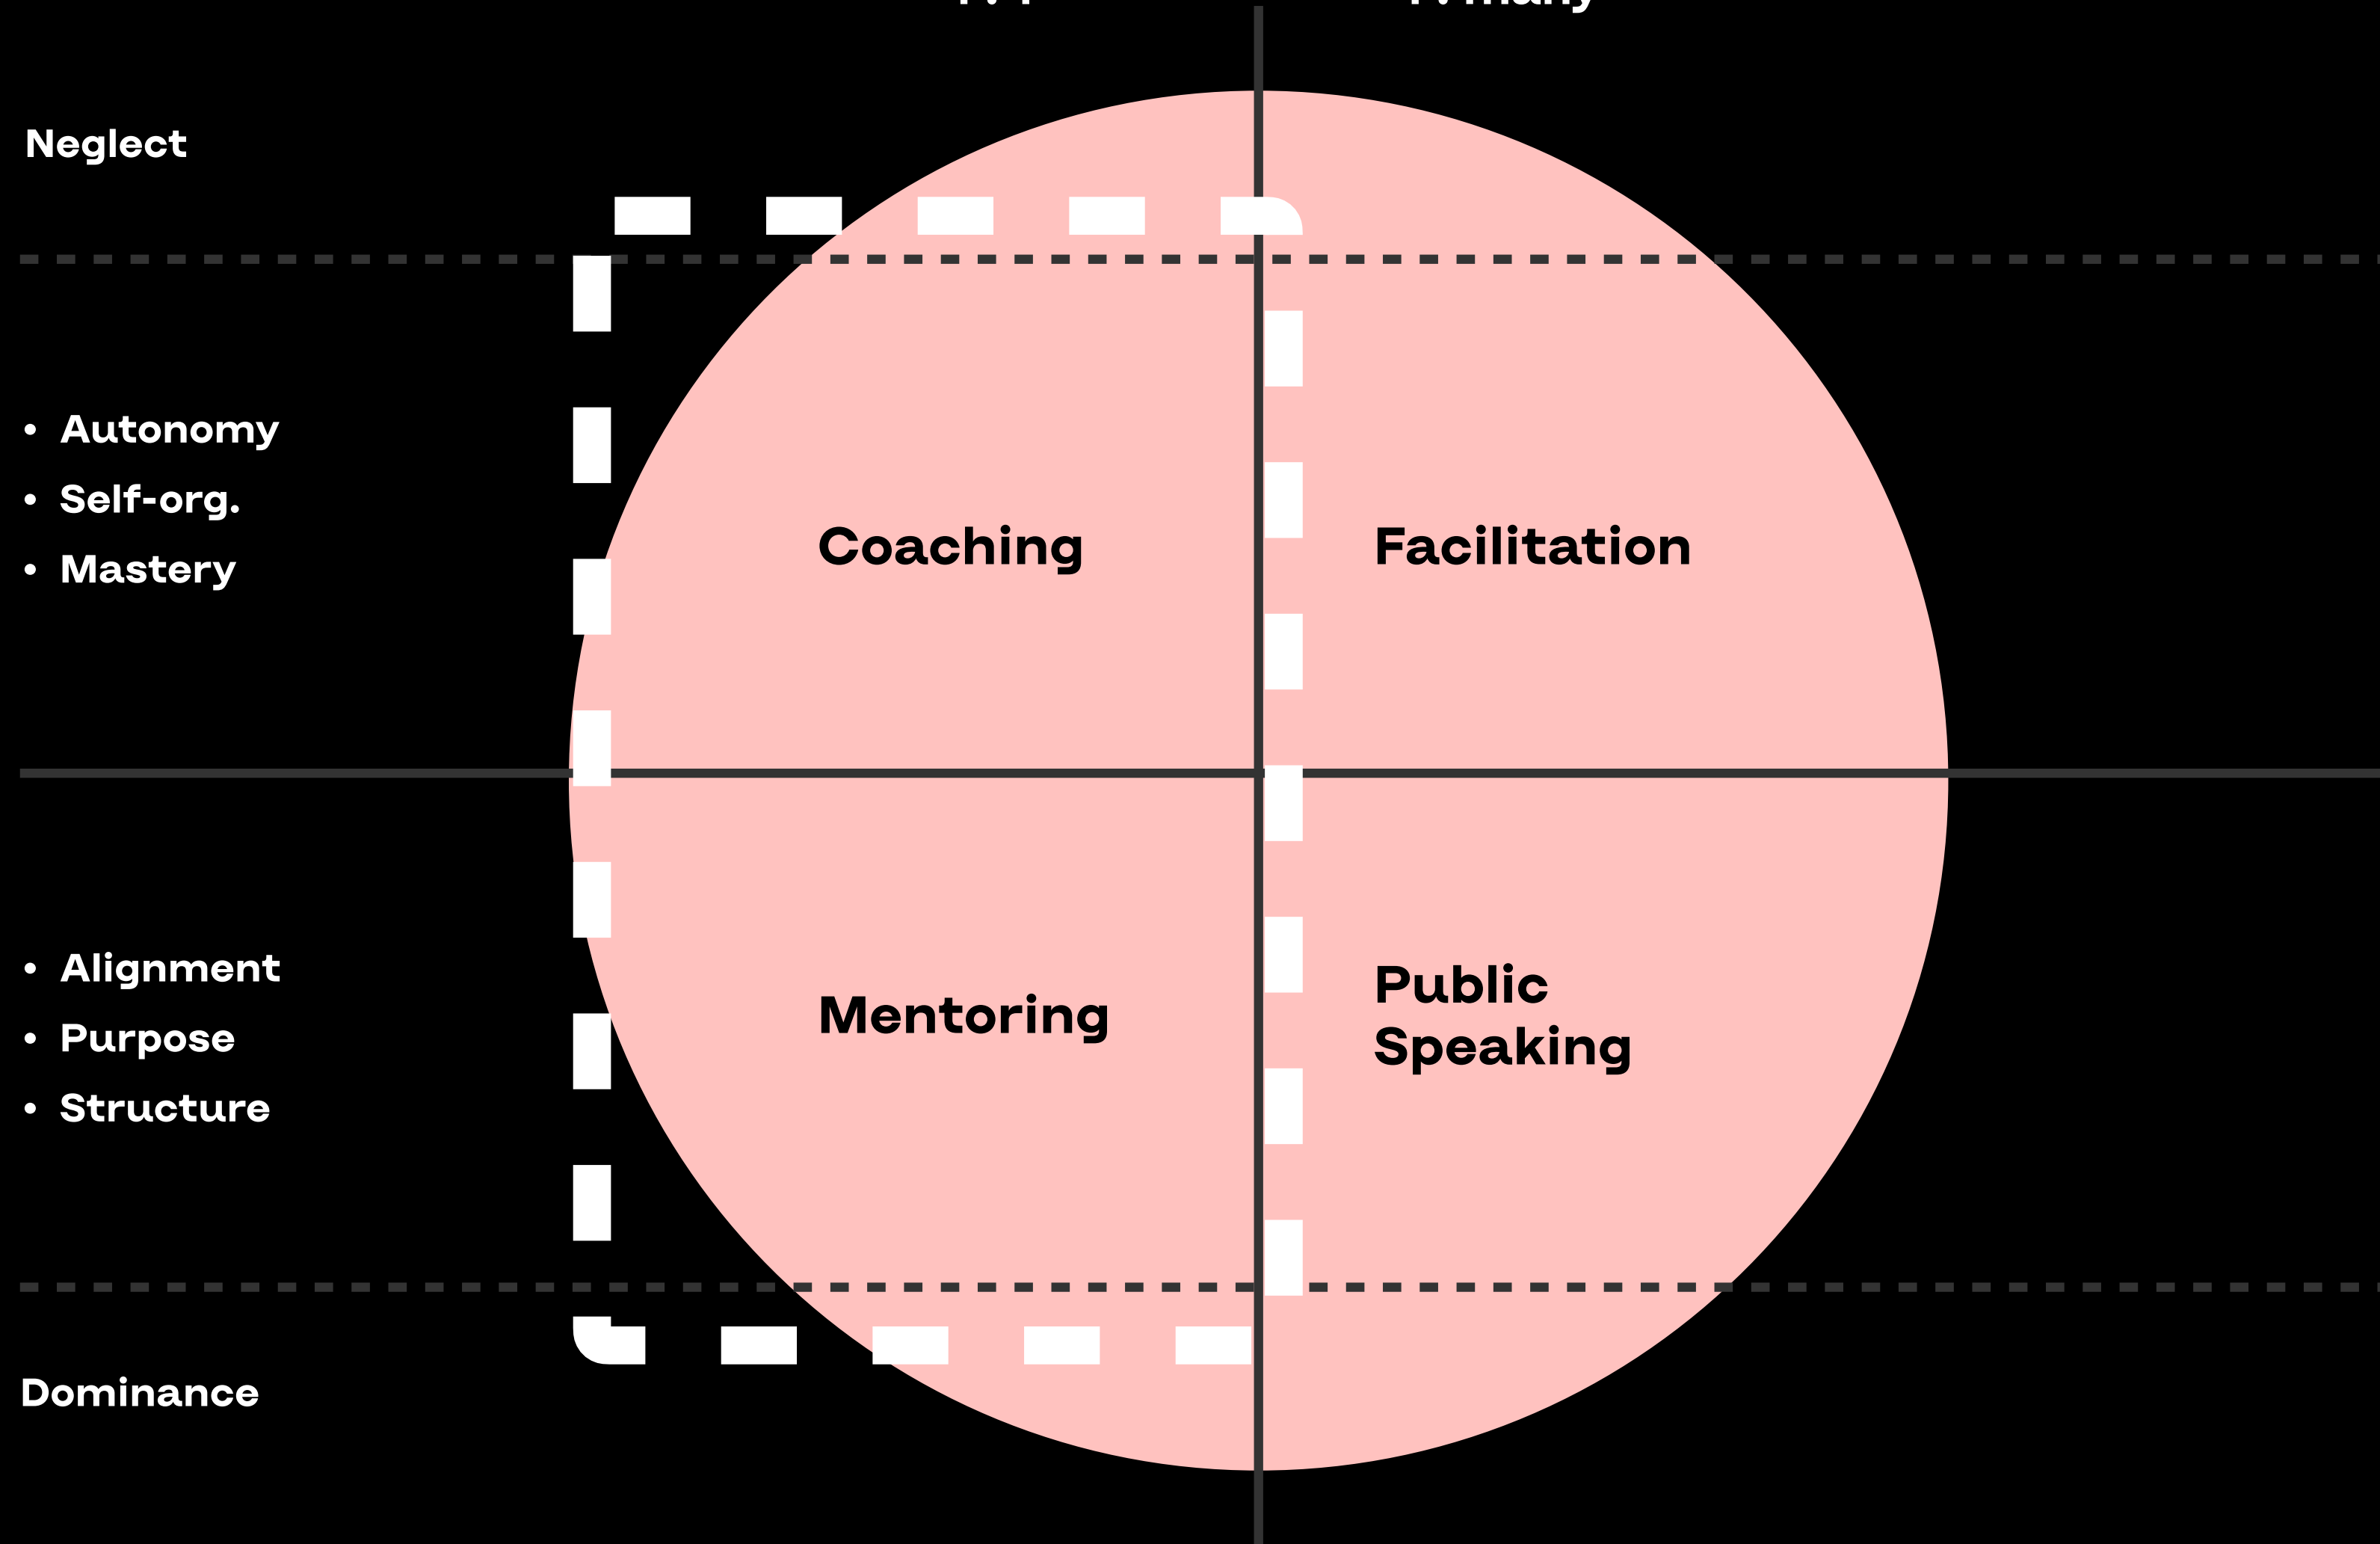 Neglect
• Autonomy
• Self-org.
• Mastery
Coaching
Facilitation
• Alignment
• Purpose
• Structure
Mentoring
Public
Speaking
Dominance